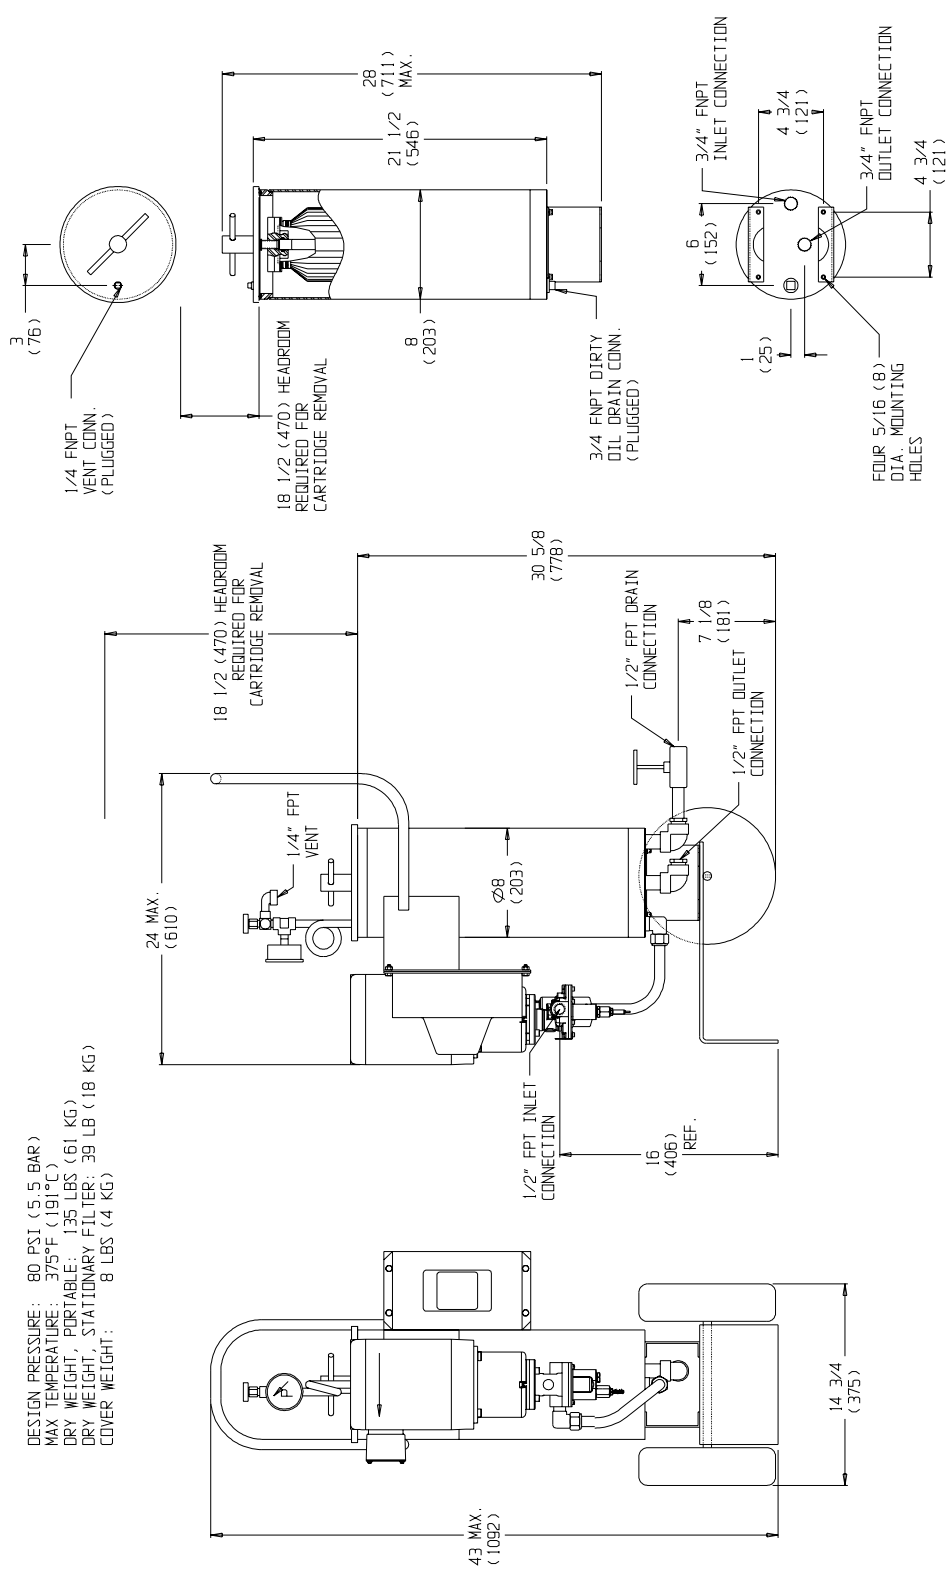 DESIGN PRESSURE: 80 PSI (5.5 BAR)
MAX TEMPERATURE: 375°F (191°C)
DRY WEIGHT, PORTABLE: 135 LBS (61 KG)
DRY WEIGHT, STATIONARY FILTER: 39 LB (18 KG)
COVER WEIGHT: 8 LBS (4 KG)
43 MAX.
(1092)
14 3/4
(375)
P
24 MAX.
(610)
1/4" FPT
VENT
18 1/2 (470) HEADROOM
REQUIRED FOR
CARTRIDGE REMOVAL
Ø8
(203)
30 5/8
(778)
1/2" FPT INLET
CONNECTION
16
(406)
REF.
1/2" FPT DRAIN
CONNECTION
7 1/8
(181)
1/2" FPT OUTLET
CONNECTION
3
(76)
1/4 FNPT
VENT CONN.
(PLUGGED)
18 1/2 (470) HEADROOM
REQUIRED FOR
CARTRIDGE REMOVAL
28
(711)
MAX.
21 1/2
(546)
8
(203)
3/4 FNPT DIRTY
OIL DRAIN CONN.
(PLUGGED)
3/4" FNPT
INLET CONNECTION
6
(152)
4 3/4
(121)
1
(25)
3/4" FNPT
OUTLET CONNECTION
4 3/4
(121)
FOUR 5/16 (8)
DIA. MOUNTING
HOLES